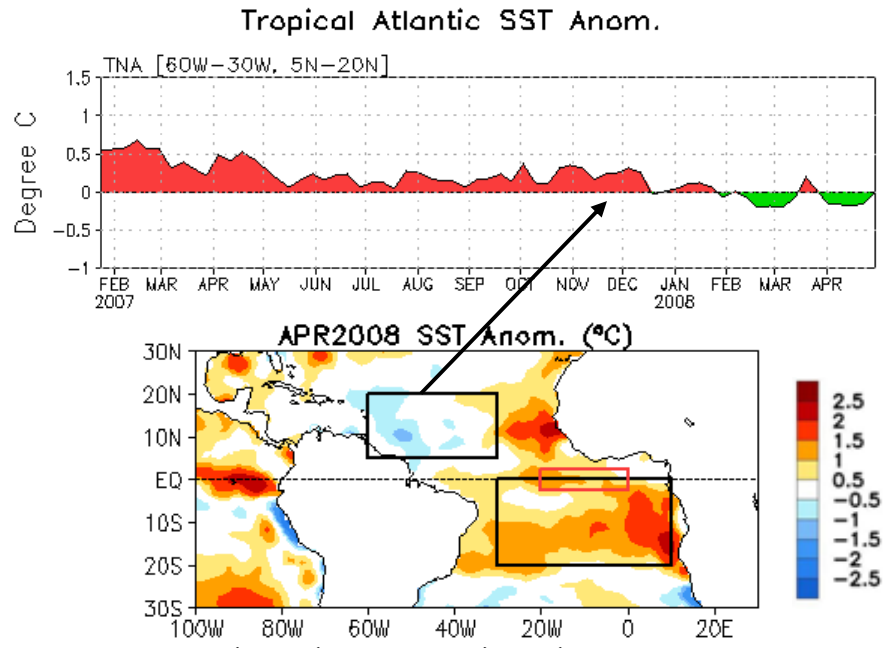 Tropical Atlantic SST Anom.
TNA [60W-30W, 5N-20N]
Degree C
1.5
1
0.5
0
-0.5
-1
FEB MAR APR MAY JUN JUL AUG SEP OCT NOV DEC JAN FEB MAR APR
2007 2008
APR2008 SST Anom. (°C)
30N
20N
10N
EQ
10S
20S
30S
100W 80W 60W 40W 20W 0 20E
2.5
2
1.5
1
0.5
-0.5
-1
-1.5
-2
-2.5